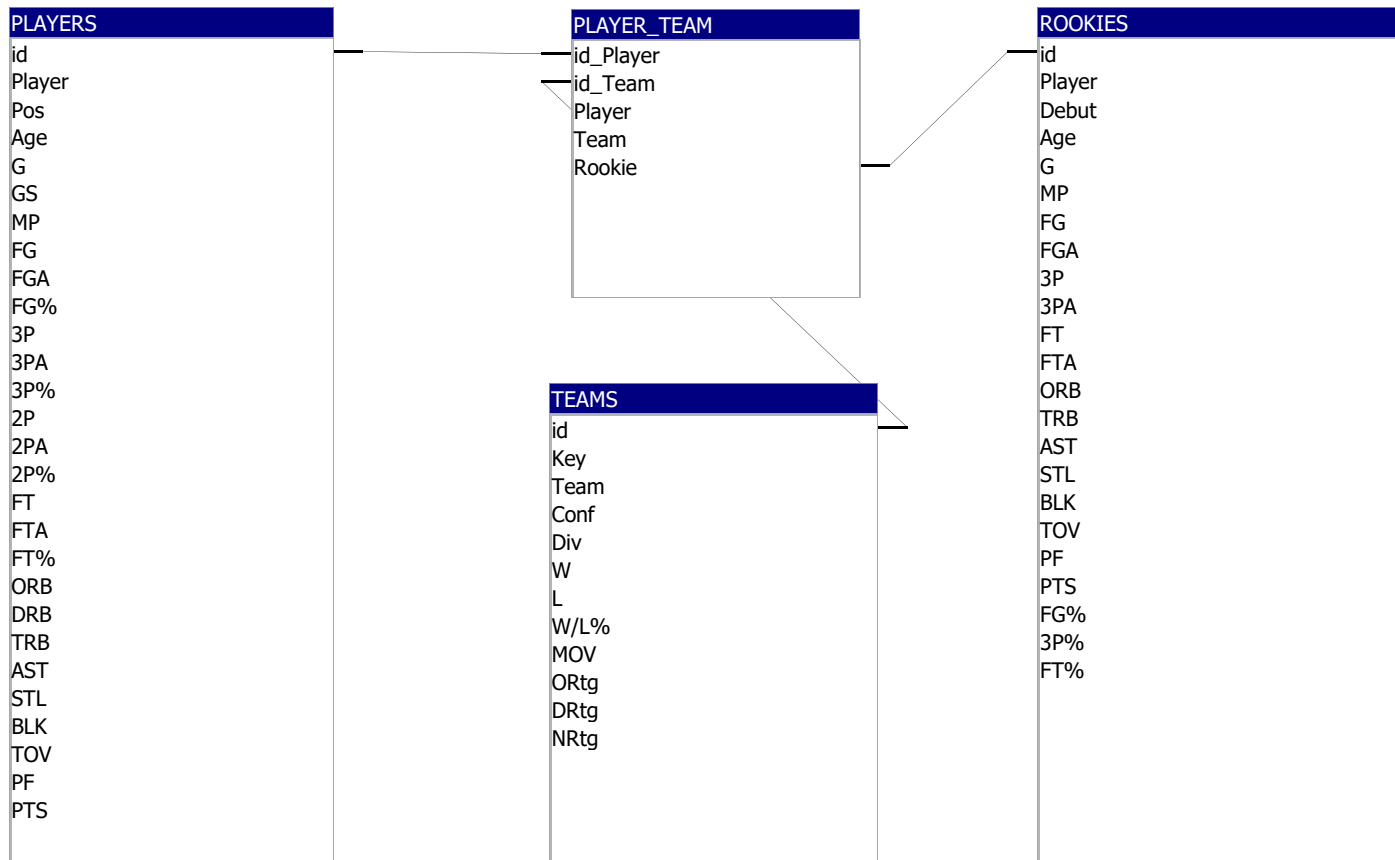 PLAYERS
id
Player
Pos
Age
G
GS
MP
FG
FGA
FG%
3P
3PA
3P%
2P
2PA
2P%
FT
FTA
FT%
ORB
DRB
TRB
AST
STL
BLK
TOV
PF
PTS
PLAYER_TEAM
id_Player
id_Team
Player
Team
Rookie
TEAMS
id
Key
Team
Conf
Div
W
L
W/L%
MOV
ORtg
DRtg
NRtg
ROOKIES
id
Player
Debut
Age
G
MP
FG
FGA
3P
3PA
FT
FTA
ORB
TRB
AST
STL
BLK
TOV
PF
PTS
FG%
3P%
FT%